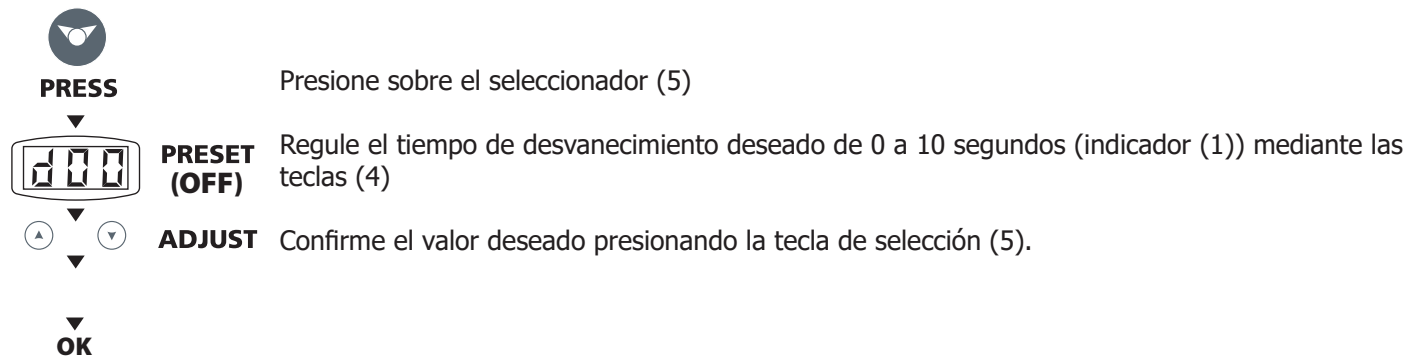 PRESS
Presione sobre el seleccionador (5)
d00
PRESET
(OFF)
Regule el tiempo de desvanecimiento deseado de 0 a 10 segundos (indicador (1)) mediante las
teclas (4)
ADJUST
Confirme el valor deseado presionando la tecla de selección (5).
OK